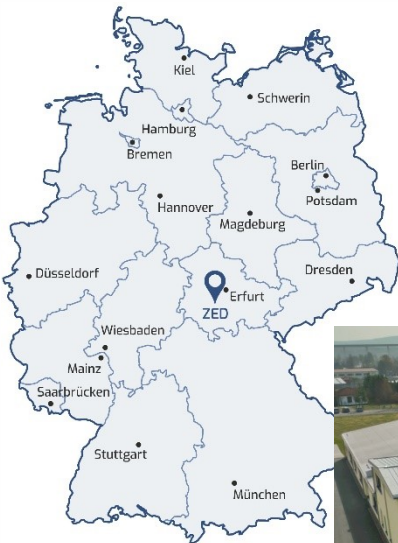 Kiel
Schwerin
Hamburg
Bremen
Berlin
Potsdam
Hannover
Magdeburg
Düsseldorf
Dresden
Erfurt
ZED
Wiesbaden
Mainz
Saarbrücken
Stuttgart
München